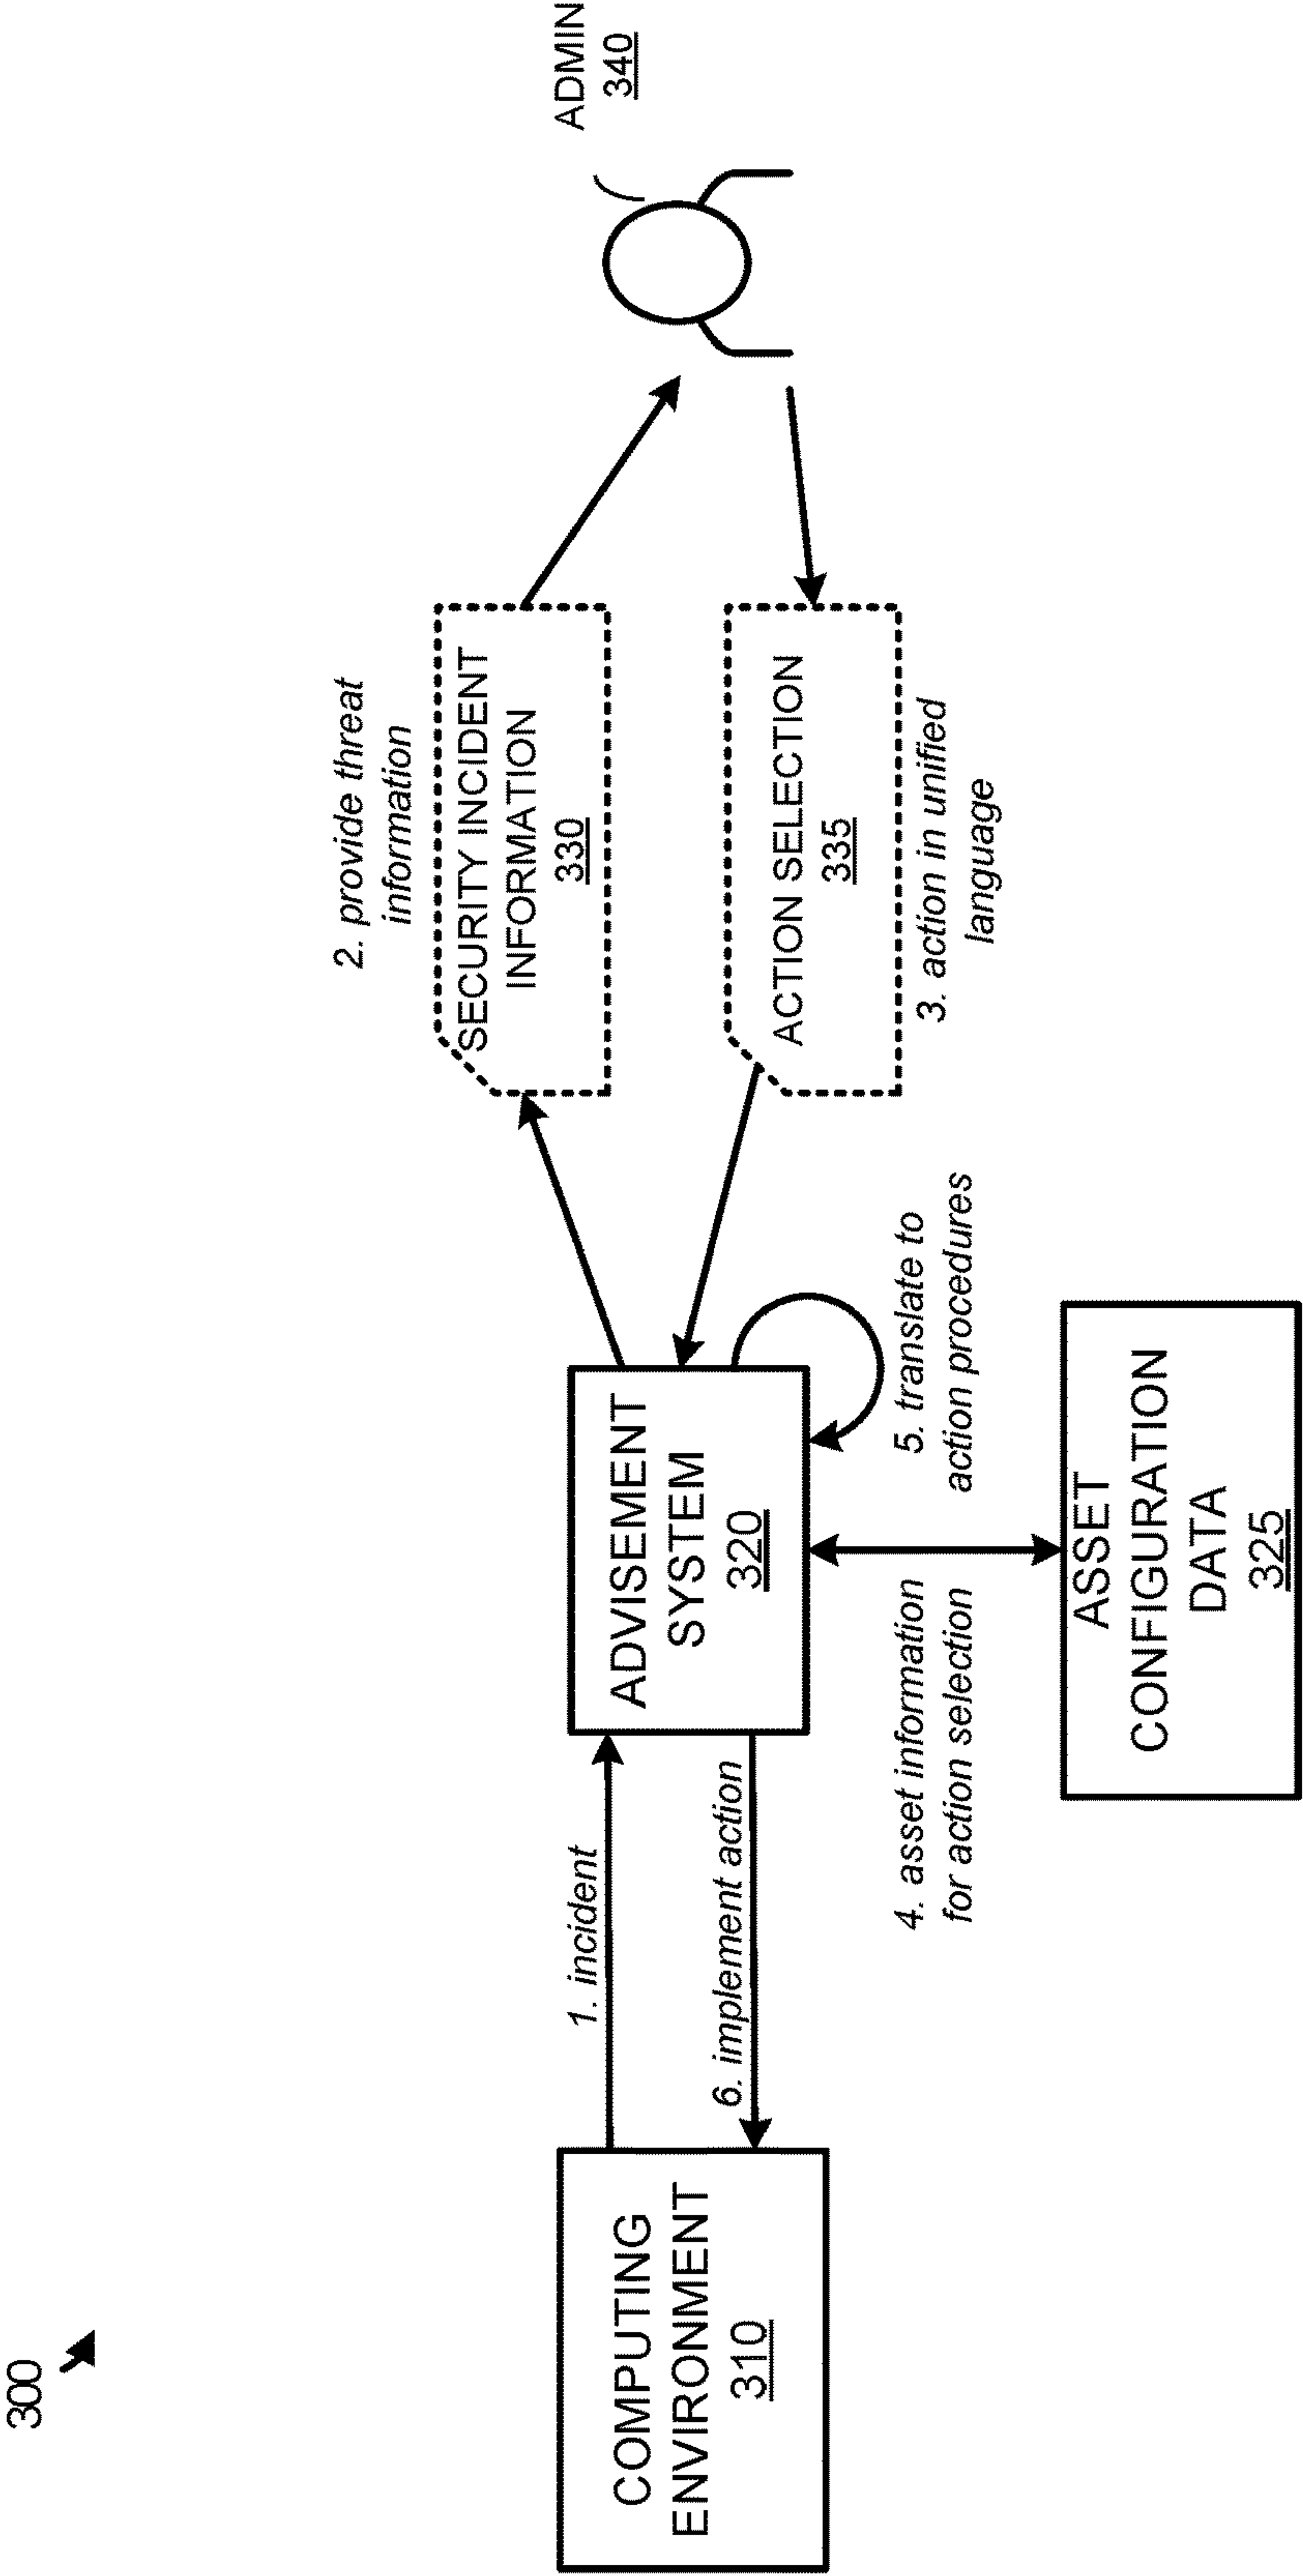 300
COMPUTING
ENVIRONMENT
310
1. incident
6. implement action
ADVISEMENT
SYSTEM
320
4. asset information
for action selection
5. translate to
action procedures
ASSET
CONFIGURATION
DATA
325
2. provide threat
information
SECURITY INCIDENT
INFORMATION
330
ACTION SELECTION
335
3. action in unified
language
ADMIN
340